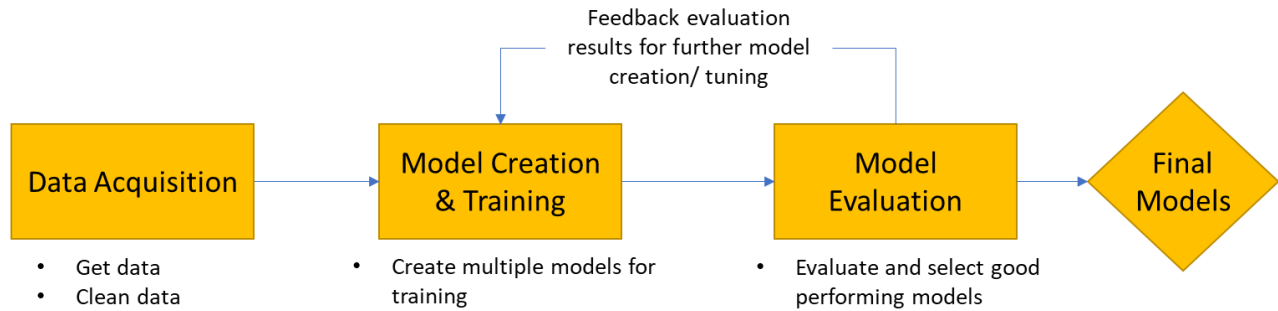 Feedback evaluation
results for further model
creation/ tuning
Data Acquisition
Model Creation
& Training
Model
Evaluation
Final
Models
• Get data
• Clean data
• Create multiple models for
training
• Evaluate and select good
performing models